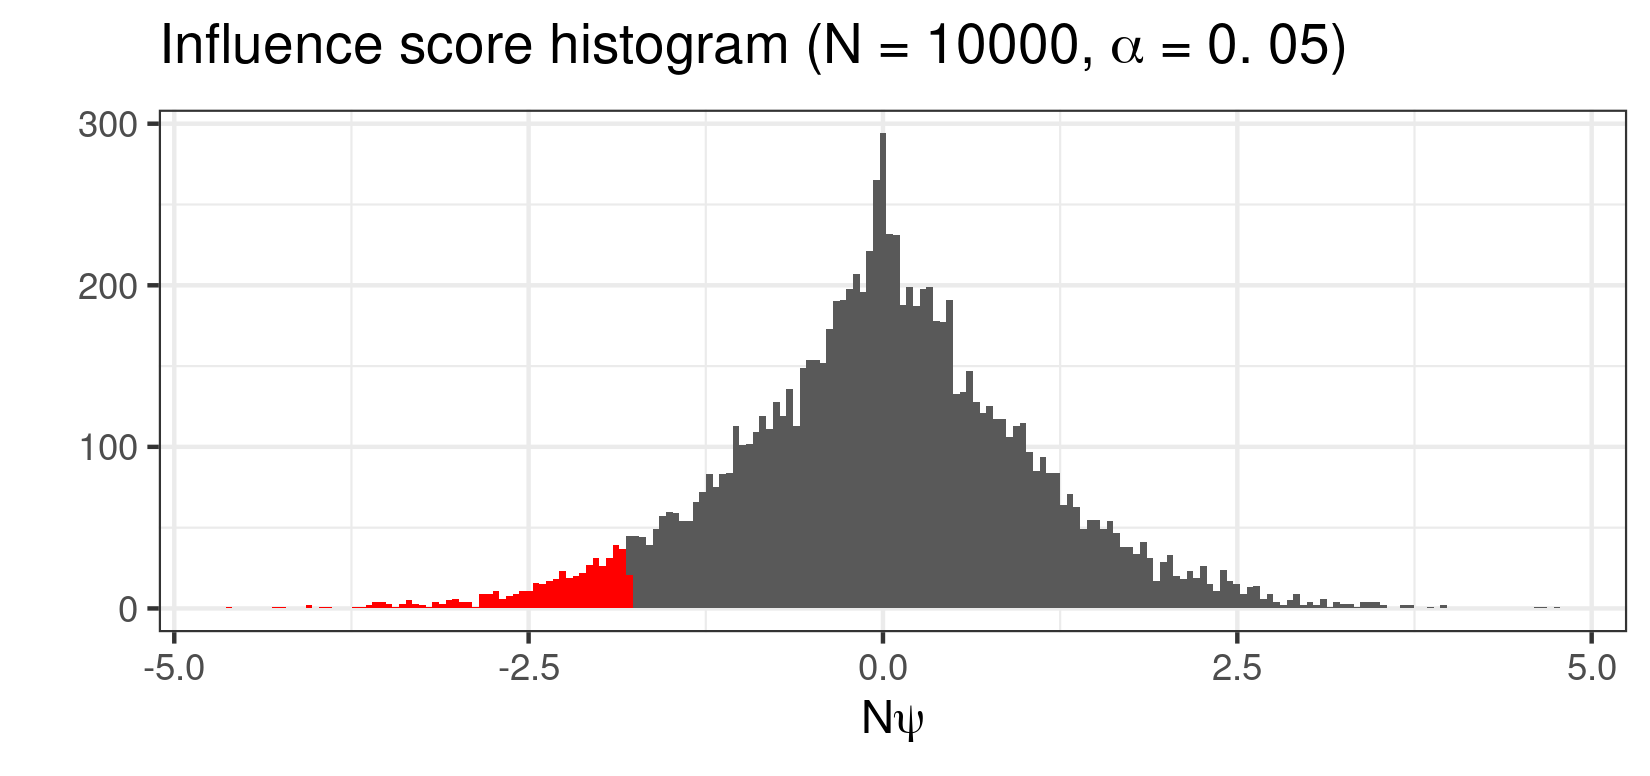 Influence score histogram (N = 10000, α = 0. 05)
300
200
100
0
-5.0 -2.5 0.0 2.5 5.0
Nψ